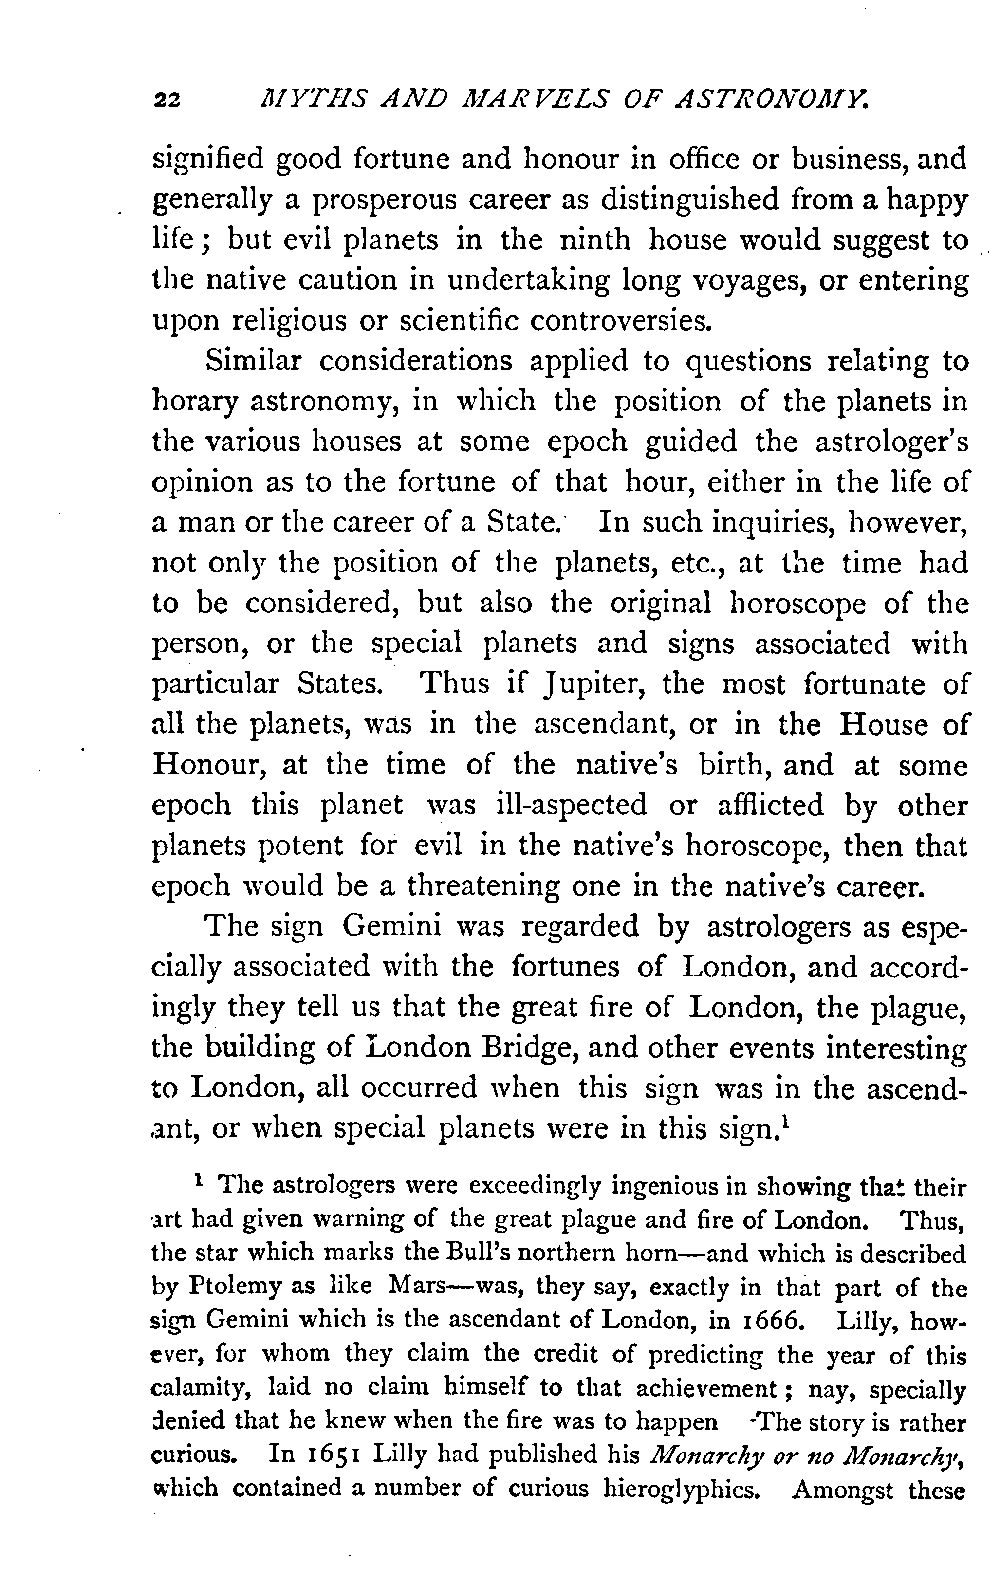 22 MYTHS AND MARVELS OF ASTRONOMY.
signified good fortune and honour in office or business, and
generally a prosperous career as distinguished from a happy
life ; but evil planets in the ninth house would suggest to
the native caution in undertaking long voyages, or entering
upon religious or scientific controversies.
Similar considerations applied to questions relating to
horary astronomy, in which the position of the planets in
the various houses at some epoch guided the astrologer's
opinion as to the fortune of that hour, either in the life of
a man or the career of a State. In such inquiries, however,
not only the position of the planets, etc., at the time had
to be considered, but also the original horoscope of the
person, or the special planets and signs associated with
particular States. Thus if Jupiter, the most fortunate of
all the planets, was in the ascendant, or in the House of
Honour, at the time of the native's birth, and at some
epoch this planet was ill-aspected or afflicted by other
planets potent for evil in the native's horoscope, then that
epoch would be a threatening one in the native's career.
The sign Gemini was regarded by astrologers as espe-
cially associated with the fortunes of London, and accord-
ingly they tell us that the great fire of London, the plague,
the building of London Bridge, and other events interesting
to London, all occurred when this sign was in the ascend-
ant, or when special planets were in this sign.¹
¹ The astrologers were exceedingly ingenious in showing that their
art had given warning of the great plague and fire of London. Thus,
the star which marks the Bull's northern horn—and which is described
by Ptolemy as like Mars—was, they say, exactly in that part of the
sign Gemini which is the ascendant of London, in 1666. Lilly, how-
ever, for whom they claim the credit of predicting the year of this
calamity, laid no claim himself to that achievement ; nay, specially
denied that he knew when the fire was to happen The story is rather
curious. In 1651 Lilly had published his Monarchy or no Monarchy,
which contained a number of curious hieroglyphics. Amongst these